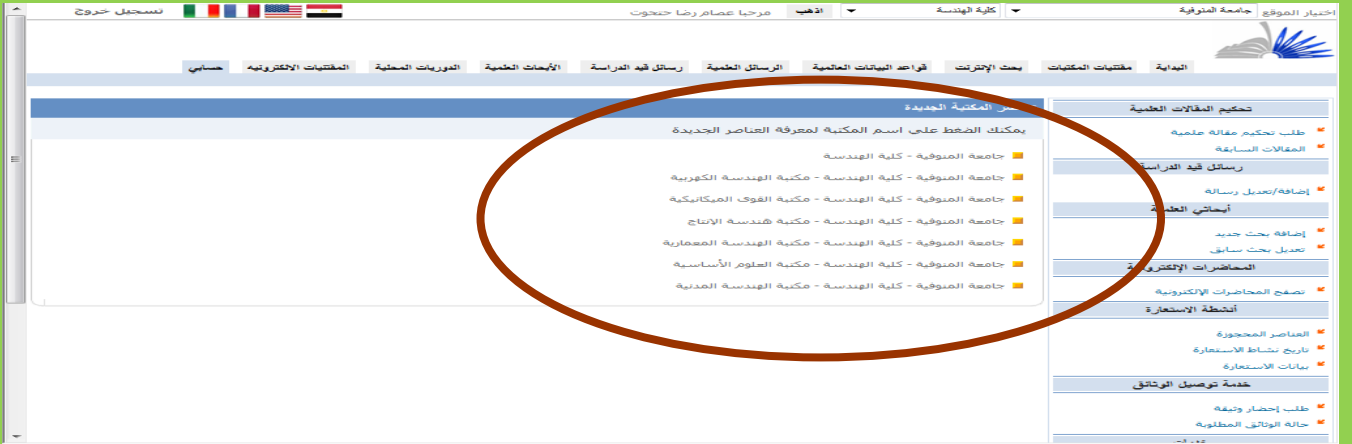 اختيار الموقع جامعة المنوفية كلية الهندسة اذهب مرحبا عصام رضا حتحوت تسجيل خروج
البداية مقتنيات المكتبات بحث الإنترنت قواعد البيانات العالمية الرسائل العلمية رسائل قيد الدراسة الأبحاث العلمية الدوريات المحلية المقتنيات الالكترونيه حسابي
المكتبة الجديدة
يمكنك الضغط على اسم المكتبة لمعرفة العناصر الجديدة
جامعة المنوفية - كلية الهندسة
جامعة المنوفية - كلية الهندسة - مكتبة الهندسة الكهربية
جامعة المنوفية - كلية الهندسة - مكتبة القوى الميكانيكية
جامعة المنوفية - كلية الهندسة - مكتبة هندسة الإنتاج
جامعة المنوفية - كلية الهندسة - مكتبة الهندسة المعمارية
جامعة المنوفية - كلية الهندسة - مكتبة العلوم الأساسية
جامعة المنوفية - كلية الهندسة - مكتبة الهندسة المدنية
تحكيم المقالات العلمية
طلب تحكيم مقالة علمية
المقالات السابقة
رسائل قيد الدراسة
إضافة/تعديل رسالة
أبحاثي العلمية
إضافة بحث جديد
تعديل بحث سابق
المحاضرات الإلكترونية
تصفح المحاضرات الإلكترونية
أنشطة الاستعارة
العناصر المحجوزة
تاريخ نشاط الاستعارة
بيانات الاستعارة
خدمة توصيل الوثائق
طلب إحضار وثيقة
حالة الوثائق المطلوبة